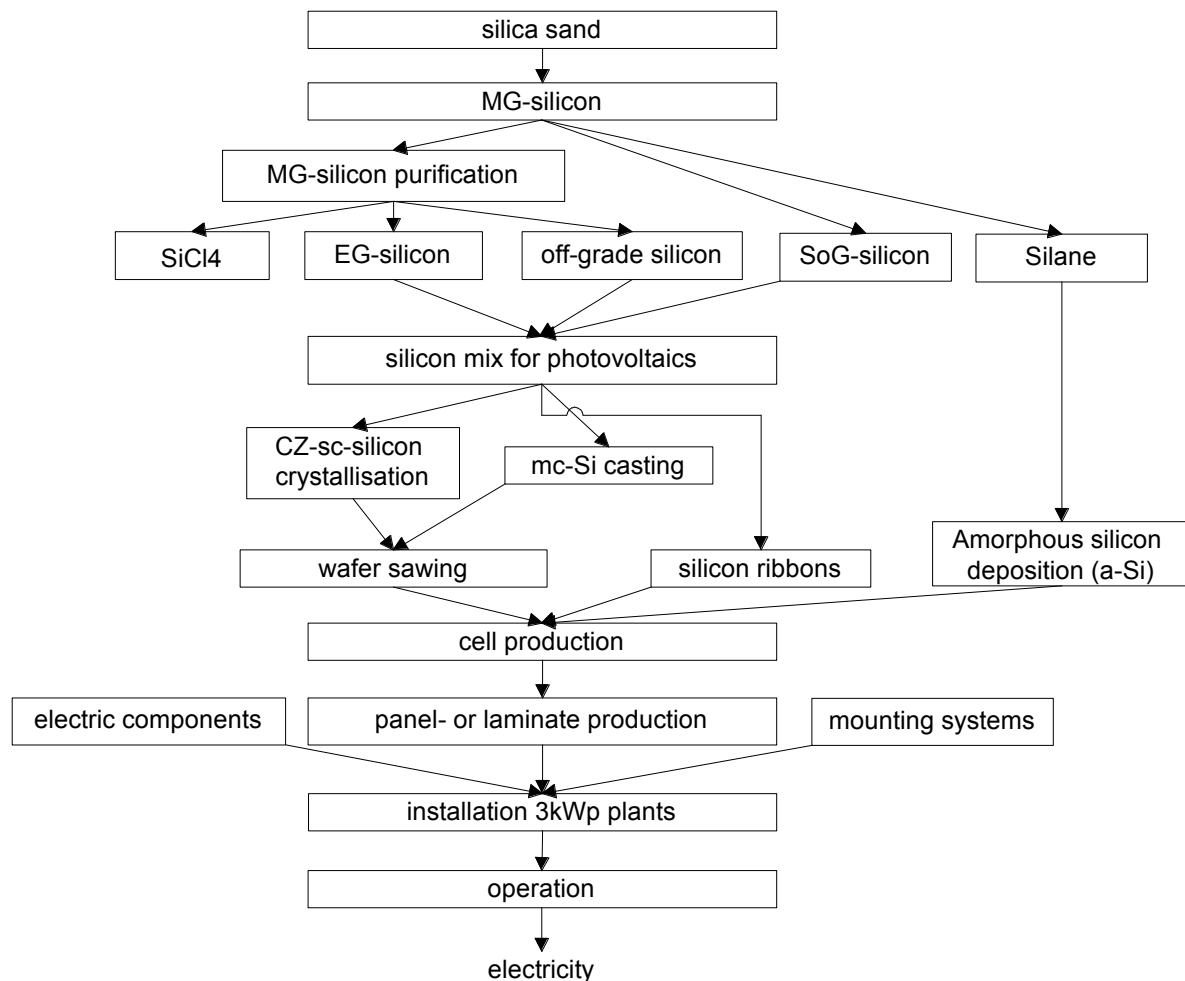 silica sand
MG-silicon
MG-silicon purification
SiCl4
EG-silicon
off-grade silicon
SoG-silicon
Silane
silicon mix for photovoltaics
CZ-sc-silicon
crystallisation
mc-Si casting
wafer sawing
silicon ribbons
Amorphous silicon
deposition (a-Si)
cell production
electric components
panel- or laminate production
mounting systems
installation 3kWp plants
operation
electricity